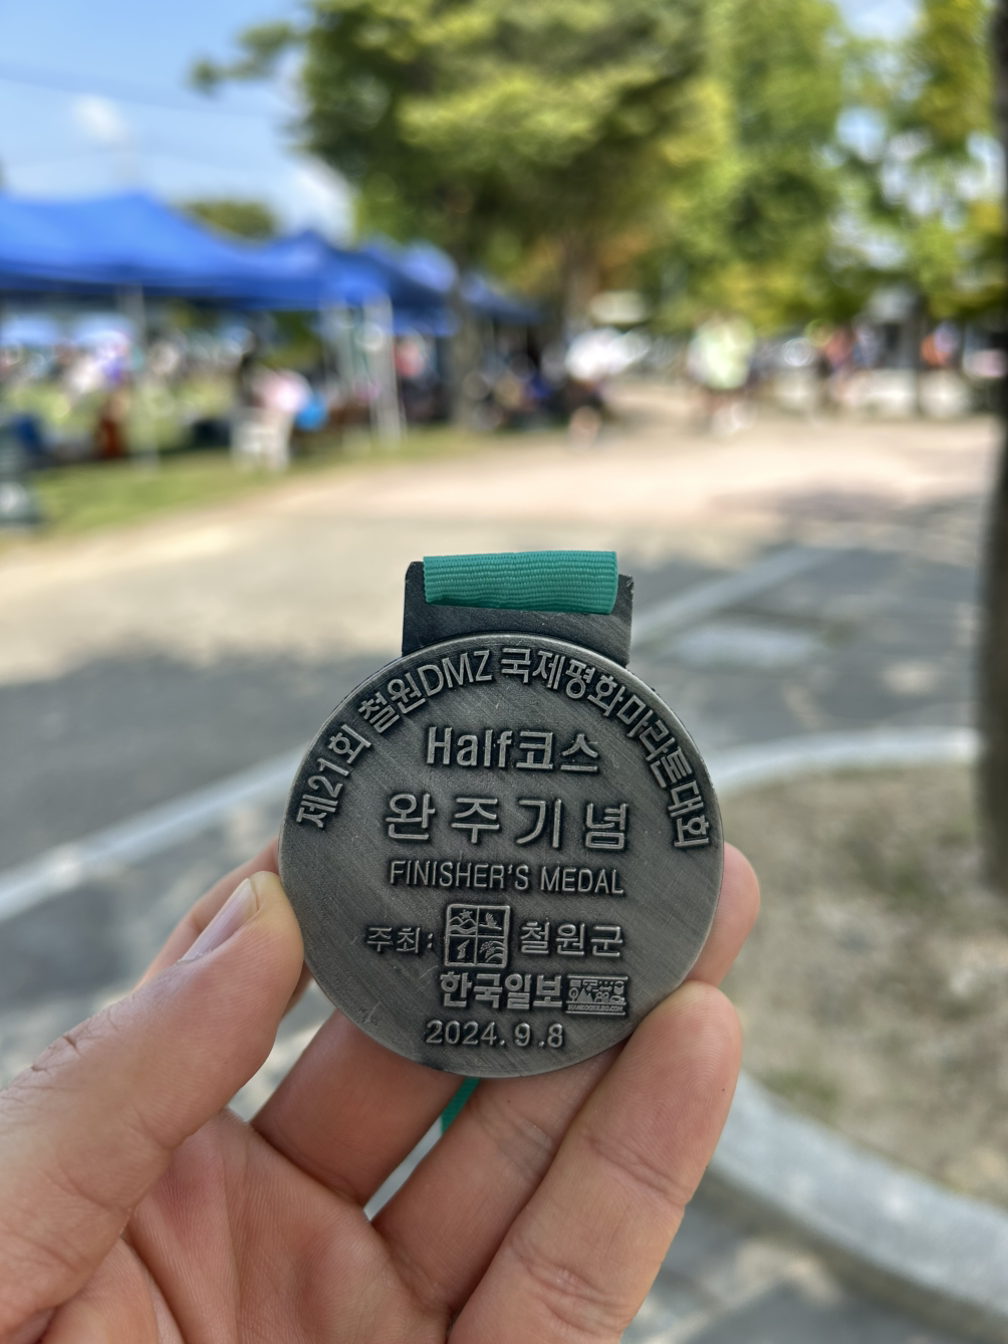 제21회 철원DMZ 국제평화마라톤대회
Half코스
완주기념
FINISHER'S MEDAL
주최: 철원군
한국일보
2024.9.8